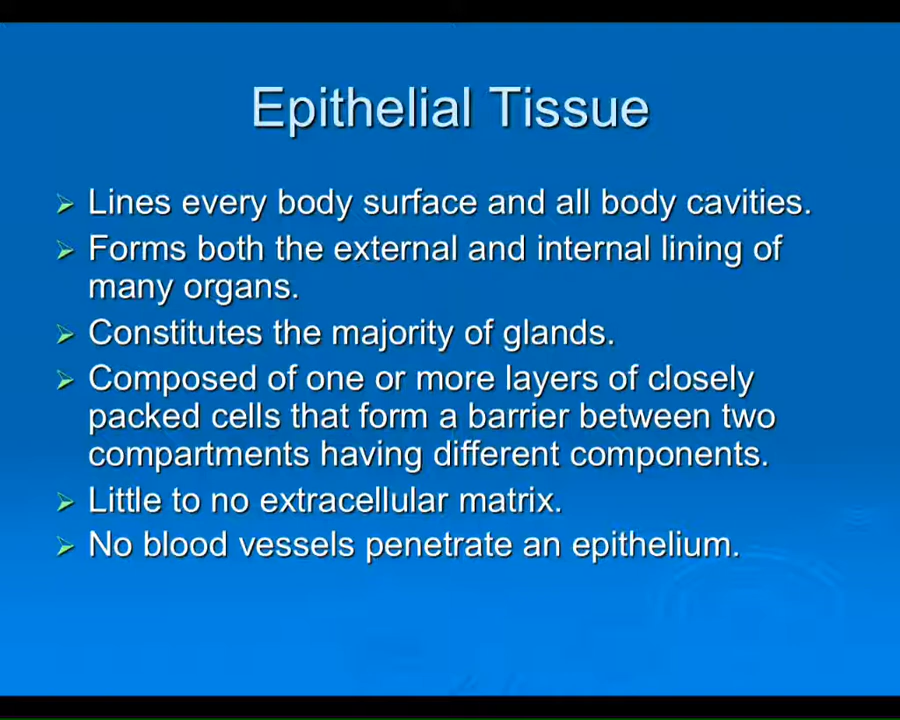 Epithelial Tissue
Lines every body surface and all body cavities.
Forms both the external and internal lining of
many organs.
Constitutes the majority of glands.
Composed of one or more layers of closely
packed cells that form a barrier between two
compartments having different components.
Little to no extracellular matrix.
No blood vessels penetrate an epithelium.